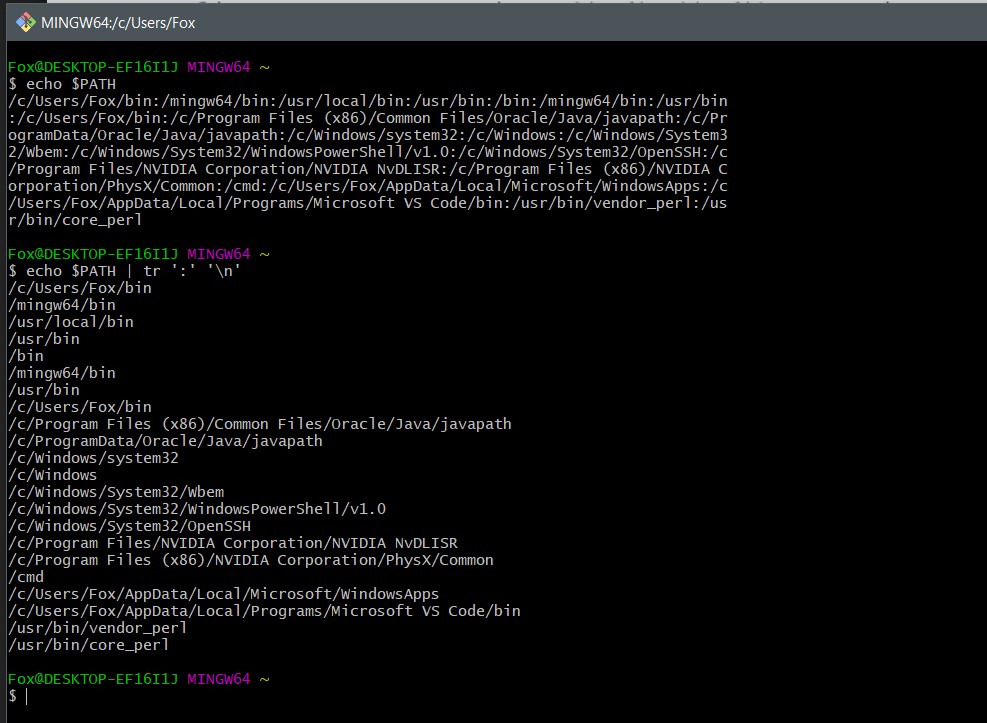 MINGW64:/c/Users/Fox
Fox@DESKTOP-EF16I1J MINGW64 ~
$ echo $PATH
/c/Users/Fox/bin:/mingw64/bin:/usr/local/bin:/usr/bin:/bin:/mingw64/bin:/usr/bin
:/c/Users/Fox/bin:/c/Program Files (x86)/Common Files/Oracle/Java/javapath:/c/Pr
ogramData/Oracle/Java/javapath:/c/Windows/system32:/c/Windows:/c/Windows/System3
2/Wbem:/c/Windows/System32/WindowsPowerShell/v1.0:/c/Windows/System32/OpenSSH:/c
/Program Files/NVIDIA Corporation/NVIDIA NvDLISR:/c/Program Files (x86)/NVIDIA C
orporation/PhysX/Common:/cmd:/c/Users/Fox/AppData/Local/Microsoft/WindowsApps:/c
/Users/Fox/AppData/Local/Programs/Microsoft VS Code/bin:/usr/bin/vendor_perl:/us
r/bin/core_perl
Fox@DESKTOP-EF16I1J MINGW64 ~
$ echo $PATH | tr ':' '\n'
/c/Users/Fox/bin
/mingw64/bin
/usr/local/bin
/usr/bin
/bin
/mingw64/bin
/usr/bin
/c/Users/Fox/bin
/c/Program Files (x86)/Common Files/Oracle/Java/javapath
/c/ProgramData/Oracle/Java/javapath
/c/Windows/system32
/c/Windows
/c/Windows/System32/Wbem
/c/Windows/System32/WindowsPowerShell/v1.0
/c/Windows/System32/OpenSSH
/c/Program Files/NVIDIA Corporation/NVIDIA NvDLISR
/c/Program Files (x86)/NVIDIA Corporation/PhysX/Common
/cmd
/c/Users/Fox/AppData/Local/Microsoft/WindowsApps
/c/Users/Fox/AppData/Local/Programs/Microsoft VS Code/bin
/usr/bin/vendor_perl
/usr/bin/core_perl
Fox@DESKTOP-EF16I1J MINGW64 ~
$